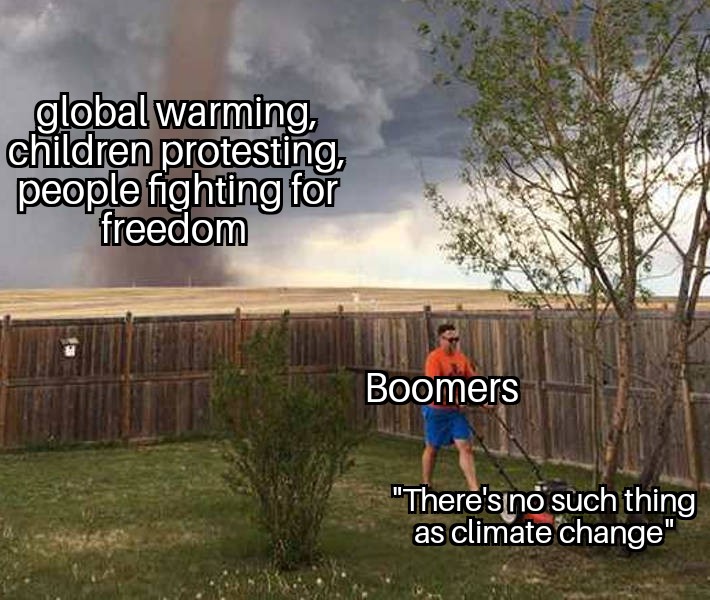 global warming,
children protesting,
people fighting for
freedom
Boomers
"There's no such thing
as climate change"